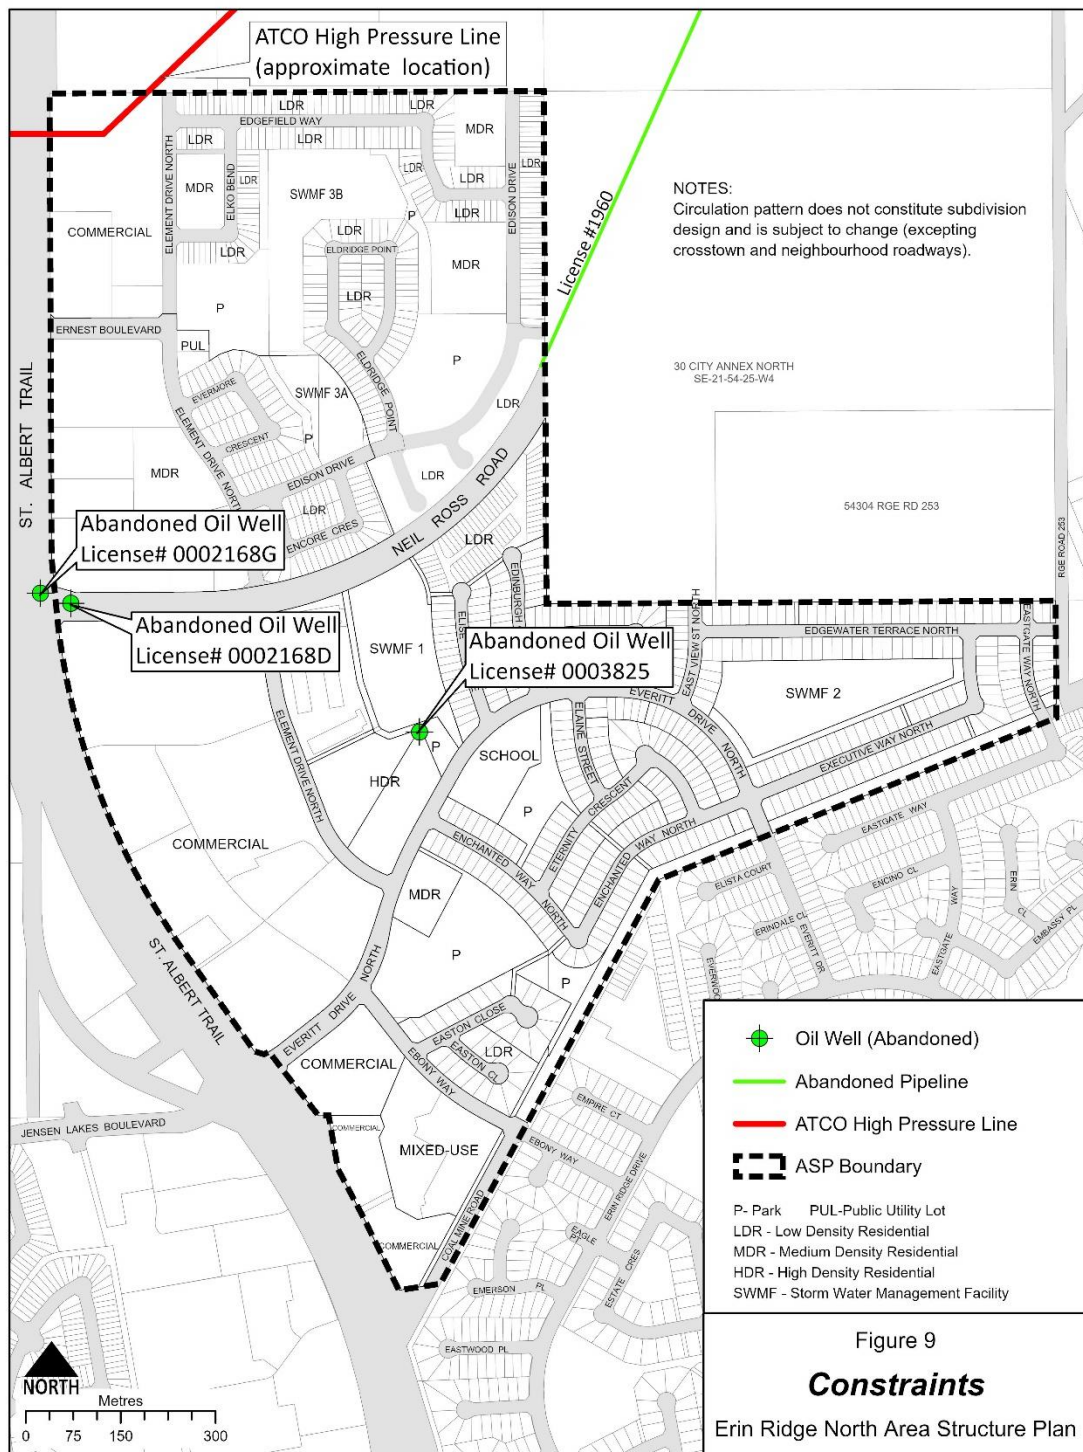 ATCO High Pressure Line
(approximate location)
LDR
LDR
EDGEFIELD WAY
LDR
LDR
MDR
LDR
LDR
MDR
LDR
ELKO BEND
ELEMENT DRIVE NORTH
SWMF 3B
P
LDR
LDR
EDISON DRIVE
COMMERCIAL
LDR
LDR
ELDRIDGE POINT
LDR
MDR
P
License #1960
NOTES:
Circulation pattern does not constitute subdivision
design and is subject to change (excepting
crosstown and neighbourhood roadways).
ERNEST BOULEVARD
PUL
ELDRIDGE POINT
P
30 CITY ANNEX NORTH
SE-21-54-25-W4
EVERMORE
CRESCENT
SWMF 3A
P
LDR
ST. ALBERT TRAIL
ELEMENT DRIVE NORTH
MDR
EDISON DRIVE
LDR
NEIL ROSS ROAD
54304 RGE RD 253
RGE ROAD 253
LDR
ENCORE CRES
LDR
Abandoned Oil Well
License# 0002168G
Abandoned Oil Well
License# 0002168D
Abandoned Oil Well
License# 0003825
EDINBURGH
SWMF 1
EAST VIEW ST NORTH
EDGEWATER TERRACE NORTH
EASTGATE WAY NORTH
SWMF 2
EVERITT DRIVE NORTH
ELAINE STREET
EXECUTIVE WAY NORTH
ELEMENT DRIVE NORTH
P
HDR
SCHOOL
P
ETERNITY CRESCENT
ENCHANTED WAY NORTH
ENCHANTED WAY NORTH
COMMERCIAL
MDR
P
P
EASTGATE WAY
ELISTA COURT
ENCINO CL
ERIN CL
EMBASSY PL
ERINDALE CL
EVERITT DR
EASTGATE WAY
ST. ALBERT TRAIL
EVERITT DRIVE NORTH
EASTON CLOSE
EASTON CL
LDR
COMMERCIAL
EBONY WAY
COMMERCIAL
MIXED-USE
JENSEN LAKES BOULEVARD
EMPIRE CT
EBONY WAY
ERIN RIDGE DRIVE
COAL MINE ROAD
COMMERCIAL
EAGLE PL
ESTATE CRES
EMERSON PL
EASTWOOD PL
Oil Well (Abandoned)
Abandoned Pipeline
ATCO High Pressure Line
ASP Boundary
P- Park PUL-Public Utility Lot
LDR - Low Density Residential
MDR - Medium Density Residential
HDR - High Density Residential
SWMF - Storm Water Management Facility
Figure 9
Constraints
Erin Ridge North Area Structure Plan
NORTH
Metres
0 75 150 300